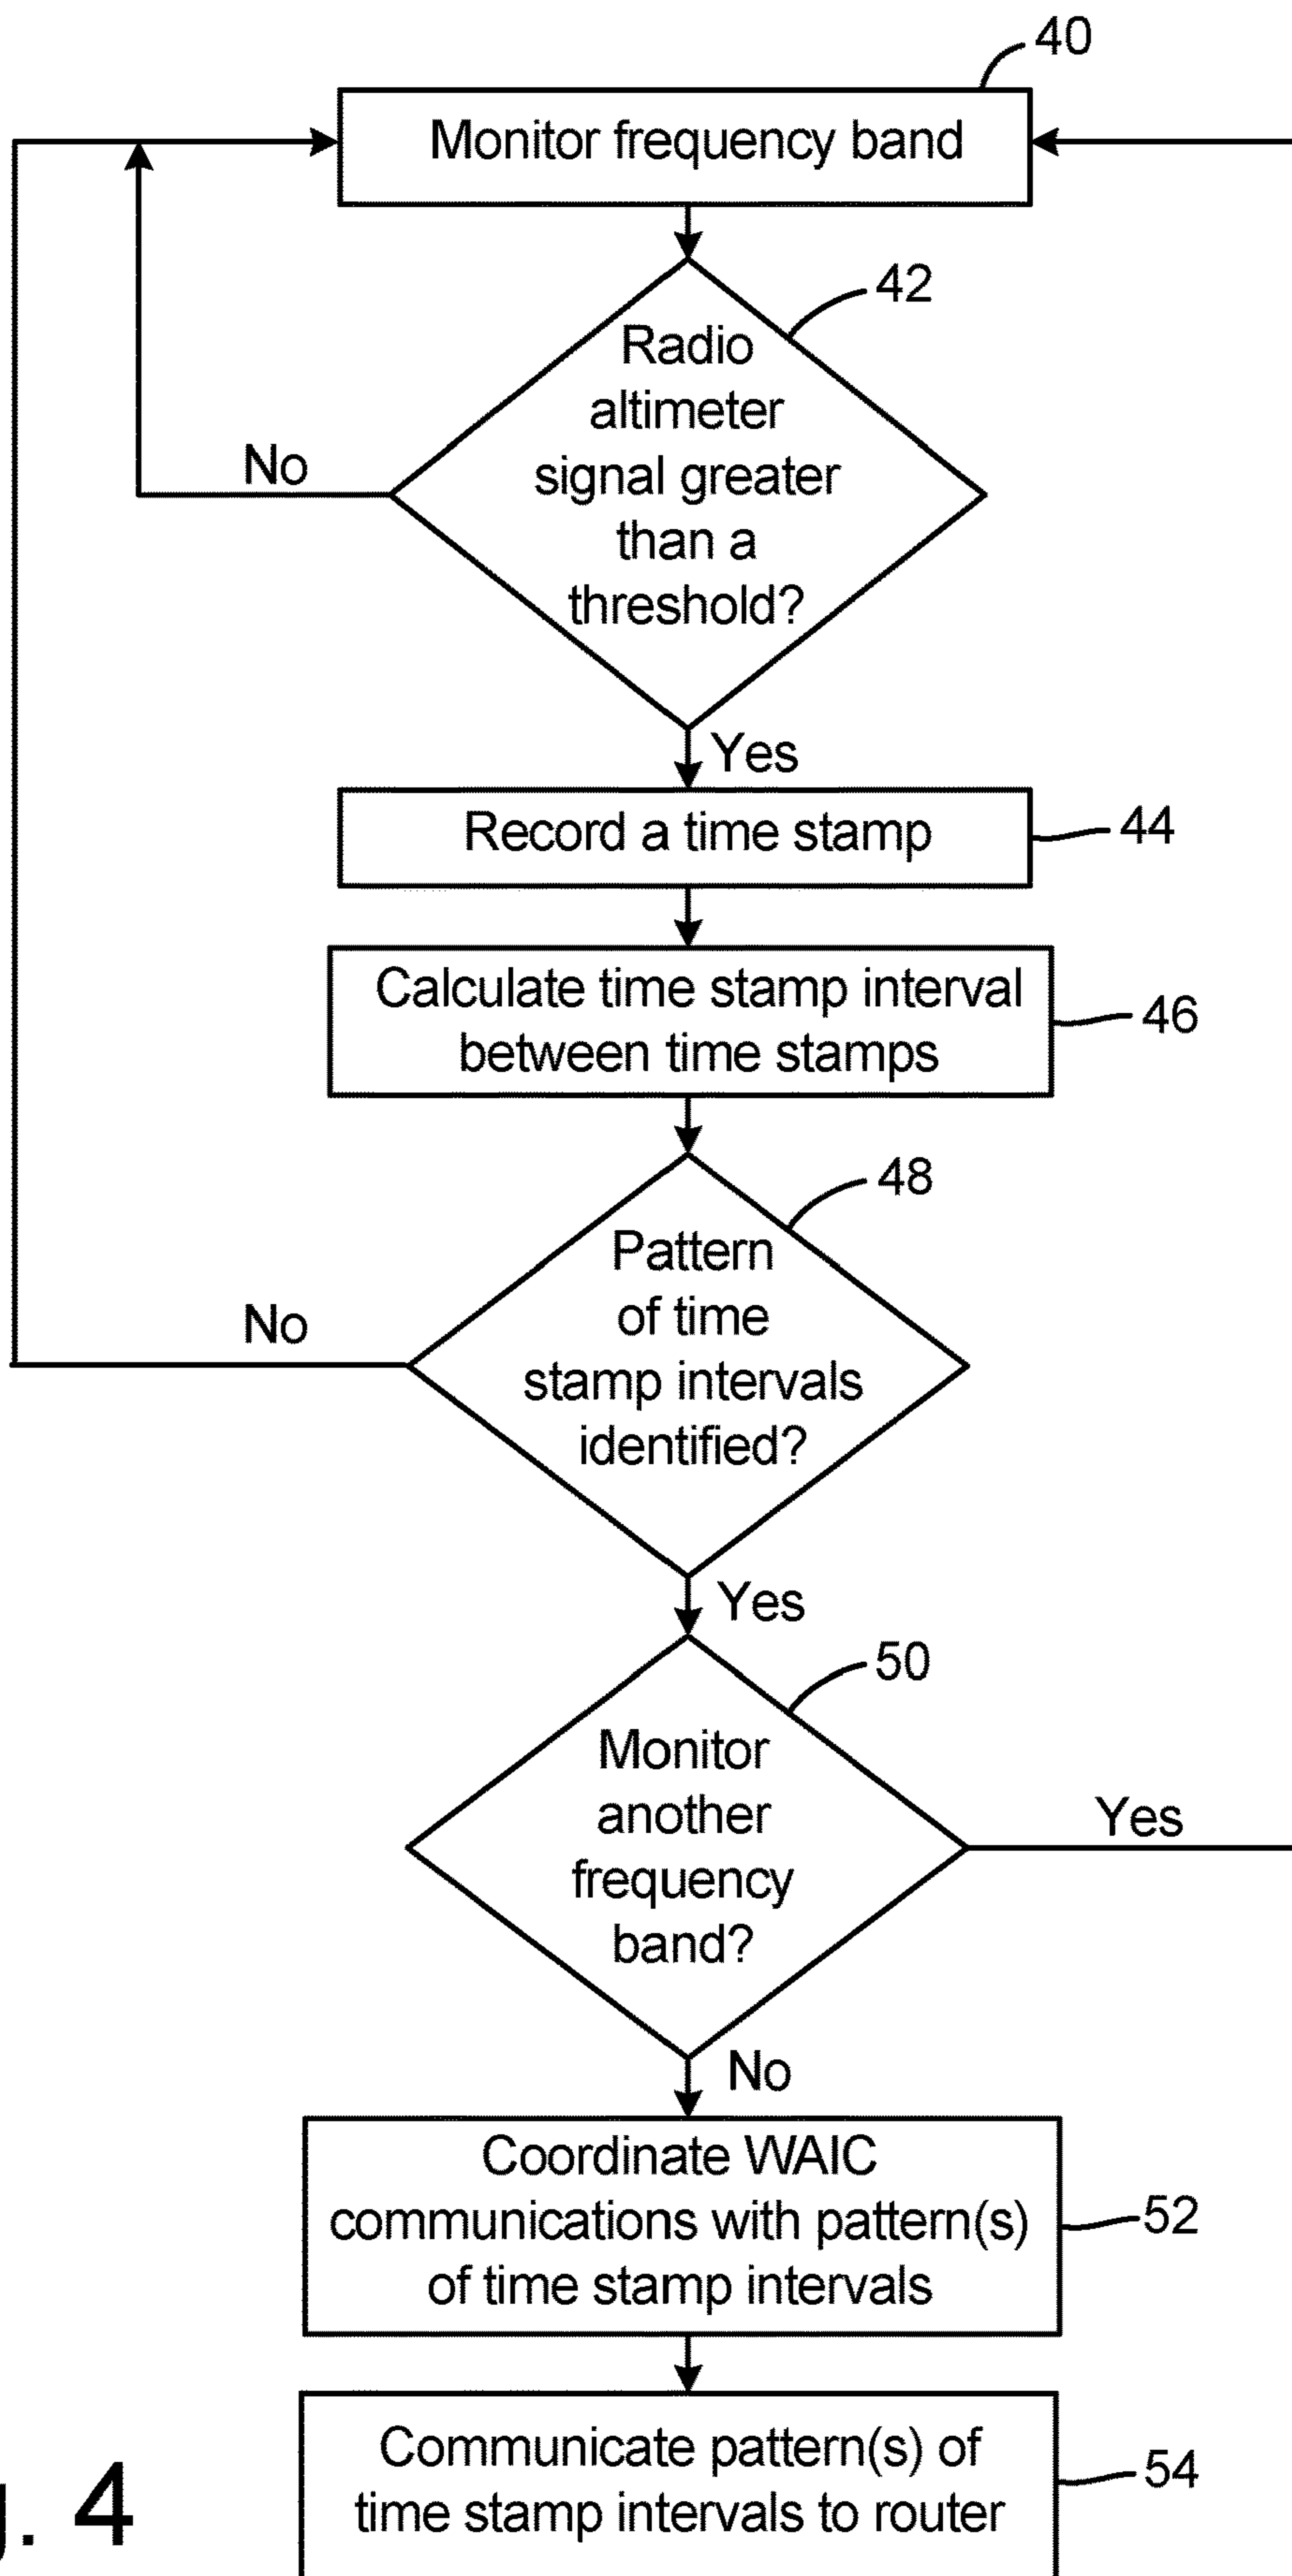 40
Monitor frequency band
42
Radio
altimeter
signal greater
than a
threshold?
No
Yes
Record a time stamp
44
Calculate time stamp interval
between time stamps
46
48
Pattern
of time
stamp intervals
identified?
No
Yes
50
Monitor
another
frequency
band?
Yes
No
Coordinate WAIC
communications with pattern(s)
of time stamp intervals
52
Communicate pattern(s) of
time stamp intervals to router
54
. 4